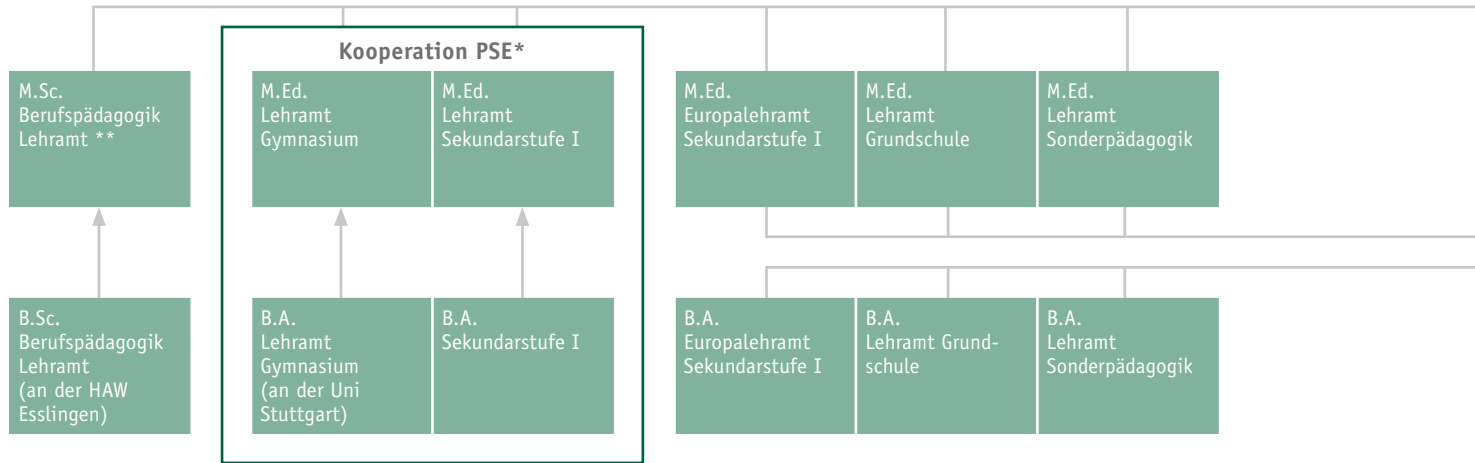 Kooperation PSE*
M.Sc.
Berufspädagogik
Lehramt **
M.Ed.
Lehramt
Gymnasium
M.Ed.
Lehramt
Sekundarstufe I
M.Ed.
Europalehramt
Sekundarstufe I
M.Ed.
Lehramt
Grundschule
M.Ed.
Lehramt
Sonderpädagogik
B.Sc.
Berufspädagogik
Lehramt
(an der HAW
Esslingen)
B.A.
Lehramt
Gymnasium
(an der Uni
Stuttgart)
B.A.
Sekundarstufe I
B.A.
Europalehramt
Sekundarstufe I
B.A.
Lehramt Grund-
schule
B.A.
Lehramt
Sonderpädagogik